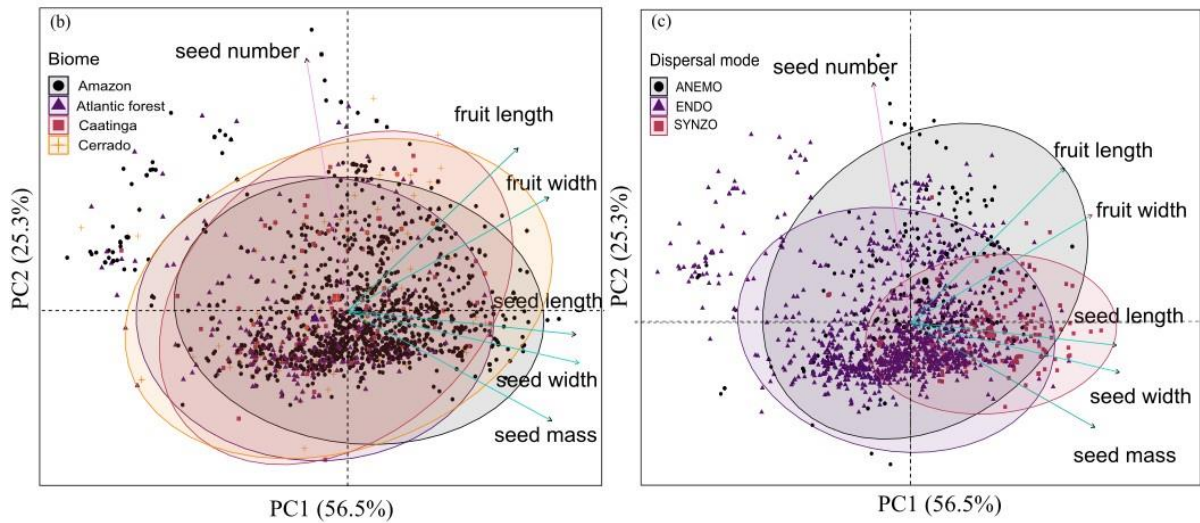 (b)
Biome
Amazon
Atlantic forest
Caatinga
Cerrado
seed number
fruit length
fruit width
seed length
seed width
seed mass
PC2 (25.3%)
PC1 (56.5%)
(c)
Dispersal mode
ANEMO
ENDO
SYNZO
seed number
fruit length
fruit width
seed length
seed width
seed mass
PC2 (25.3%)
PC1 (56.5%)